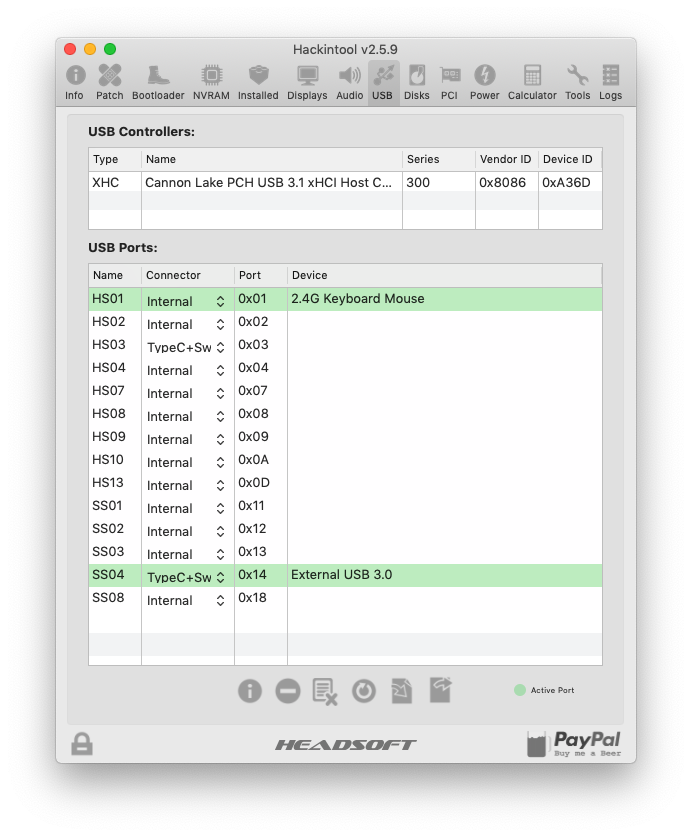 Hackintool v2.5.9
Info Patch Bootloader NVRAM Installed Displays Audio USB Disks PCI Power Calculator Tools Logs
USB Controllers:
Type Name Series Vendor ID Device ID
XHC Cannon Lake PCH USB 3.1 xHCI Host C... 300 0x8086 0xA36D
USB Ports:
Name Connector Port Device
HS01 Internal 0x01 2.4G Keyboard Mouse
HS02 Internal 0x02
HS03 TypeC+Sw 0x03
HS04 Internal 0x04
HS07 Internal 0x07
HS08 Internal 0x08
HS09 Internal 0x09
HS10 Internal 0x0A
HS13 Internal 0x0D
SS01 Internal 0x11
SS02 Internal 0x12
SS03 Internal 0x13
SS04 TypeC+Sw 0x14 External USB 3.0
SS08 Internal 0x18
Active Port
HEADSOFT
PayPal
Buy me a Beer